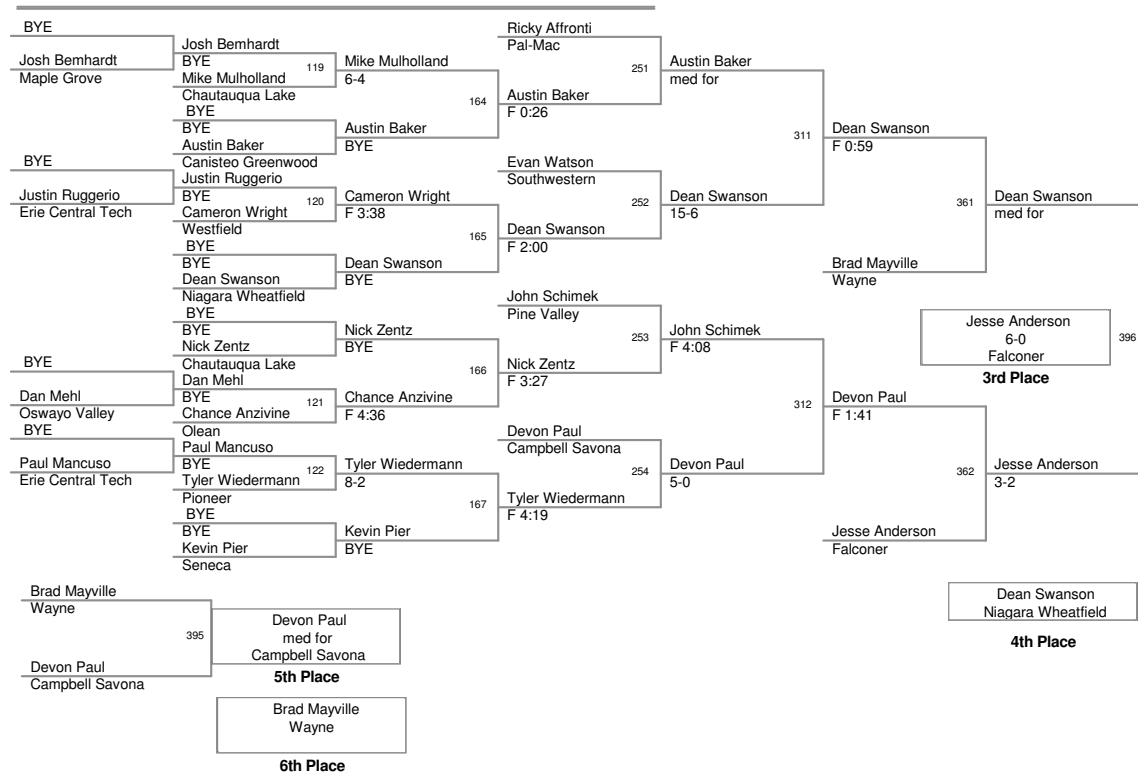 BYE
Josh Bemhardt
Maple Grove
BYE
Justin Ruggerio
Erie Central Tech
BYE
Dan Mehl
Oswayo Valley
BYE
Paul Mancuso
Erie Central Tech
Josh Bemhardt
BYE
119
Mike Mulholland
Chautauqua Lake
BYE
BYE
Austin Baker
Canisteo Greenwood
Justin Ruggerio
BYE
120
Cameron Wright
Westfield
BYE
BYE
Dean Swanson
Niagara Wheatfield
BYE
BYE
Nick Zentz
Chautauqua Lake
Dan Mehl
BYE
121
Chance Anzivine
Olean
Paul Mancuso
BYE
122
Tyler Wiedermann
Pioneer
BYE
BYE
Kevin Pier
Seneca
Mike Mulholland
6-4
164
Austin Baker
BYE
Cameron Wright
F 3:38
165
Dean Swanson
BYE
Nick Zentz
BYE
166
Chance Anzivine
F 4:36
Tyler Wiedermann
8-2
167
Kevin Pier
BYE
Ricky Affronti
Pal-Mac
251
Austin Baker
F 0:26
Evan Watson
Southwestern
252
Dean Swanson
F 2:00
John Schimek
Pine Valley
253
Nick Zentz
F 3:27
Devon Paul
Campbell Savona
254
Tyler Wiedermann
F 4:19
Austin Baker
med for
311
Dean Swanson
15-6
John Schimek
F 4:08
312
Devon Paul
5-0
Dean Swanson
F 0:59
361
Brad Mayville
Wayne
Devon Paul
F 1:41
362
Jesse Anderson
Falconer
Dean Swanson
med for
Jesse Anderson
6-0
Falconer
396
3rd Place
Jesse Anderson
3-2
Dean Swanson
Niagara Wheatfield
4th Place
Brad Mayville
Wayne
395
Devon Paul
Campbell Savona
Devon Paul
med for
Campbell Savona
5th Place
Brad Mayville
Wayne
6th Place